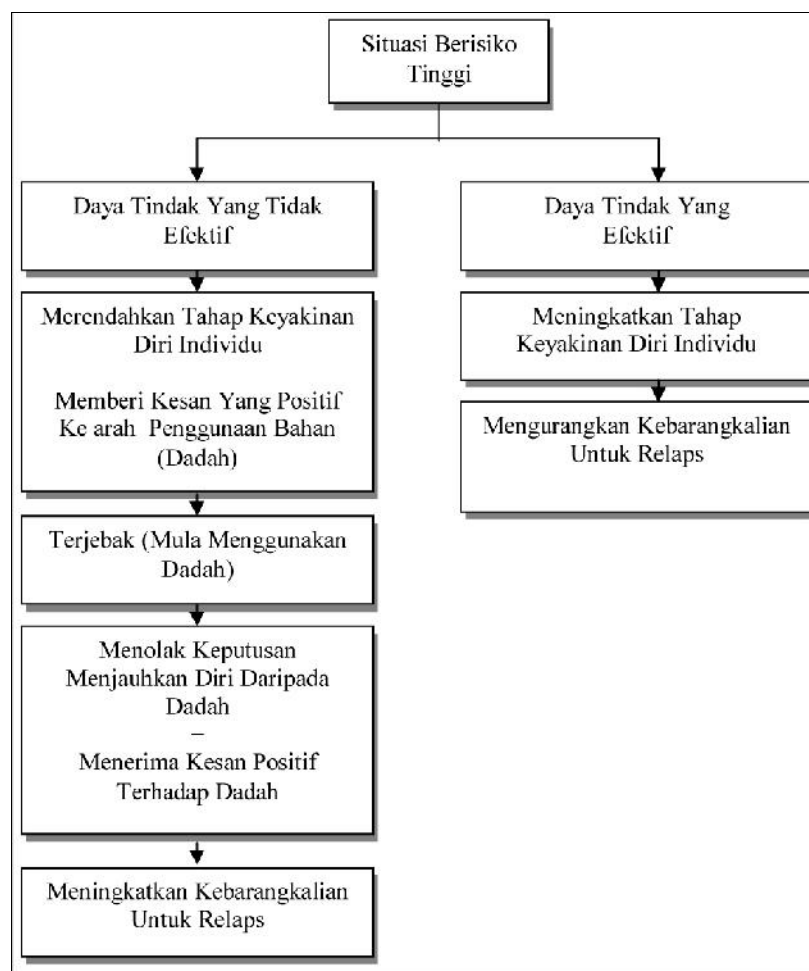 Situasi Berisiko
Tinggi
Daya Tindak Yang Tidak
Efektif
Merendahkan Tahap Keyakinan
Diri Individu
Memberi Kesan Yang Positif
Ke arah Penggunaan Bahan
(Dadah)
Terjebak (Mula Menggunakan
Dadah)
Menolak Keputusan
Menjauhkan Diri Daripada
Dadah
–
Menerima Kesan Positif
Terhadap Dadah
Meningkatkan Kebarangkalian
Untuk Relaps
Daya Tindak Yang
Efektif
Meningkatkan Tahap
Keyakinan Diri Individu
Mengurangkan Kebarangkalian
Untuk Relaps